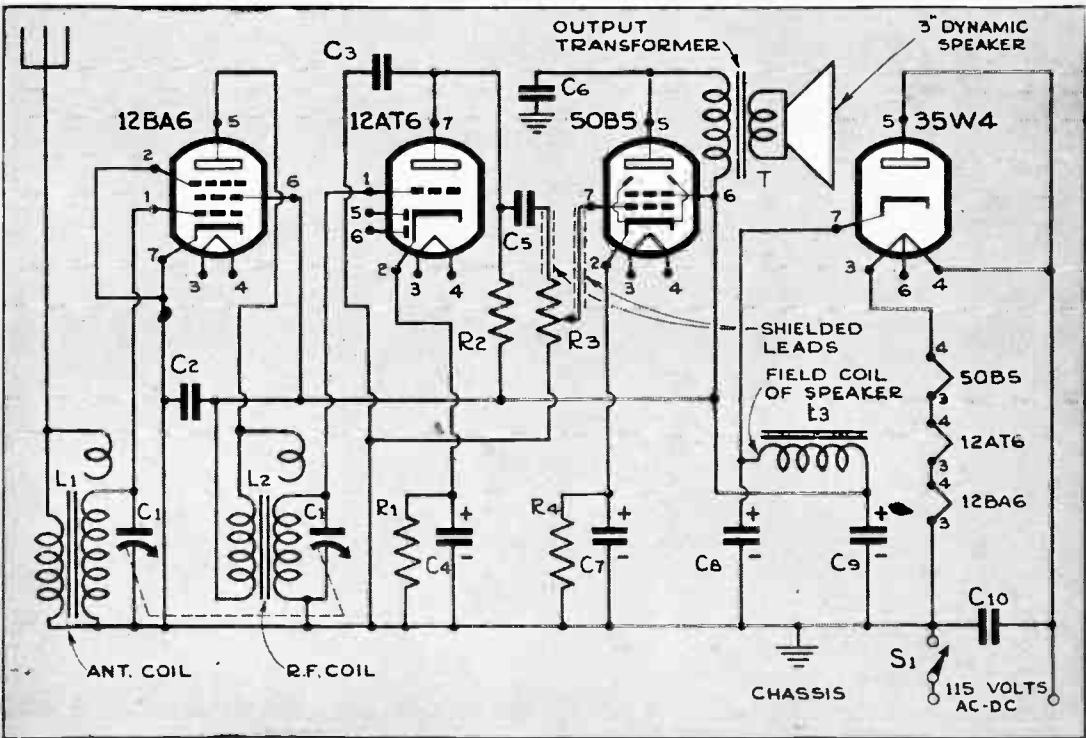 OUTPUT
TRANSFORMER
3" DYNAMIC
SPEAKER
C3
C6
12BA6
5
12AT6
7
50B5
5
35W4
5
T
2
1
6
7
3
4
1
5
6
2
3
4
C5
7
6
2
3
4
7
3
6
4
R2
R3
SHIELDED
LEADS
FIELD COIL
OF SPEAKER
L3
C2
4
50B5
3
4
12AT6
3
4
12BA6
3
L1
C1
L2
C1
R1
+
C4
-
R4
+
C7
-
+
C8
-
+
C9
-
C10
ANT. COIL
R.F. COIL
CHASSIS
S1
115 VOLTS
AC-DC